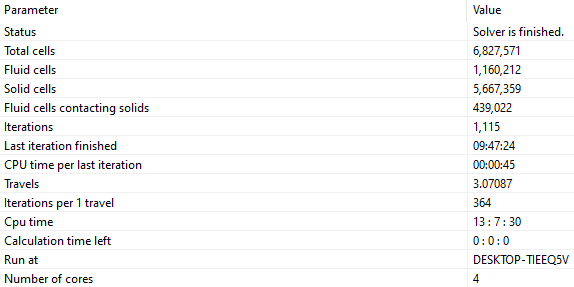 Parameter Value
Status Solver is finished.
Total cells 6,827,571
Fluid cells 1,160,212
Solid cells 5,667,359
Fluid cells contacting solids 439,022
Iterations 1,115
Last iteration finished 09:47:24
CPU time per last iteration 00:00:45
Travels 3.07087
Iterations per 1 travel 364
Cpu time 13 : 7 : 30
Calculation time left 0 : 0 : 0
Run at DESKTOP-TIEEQ5V
Number of cores 4